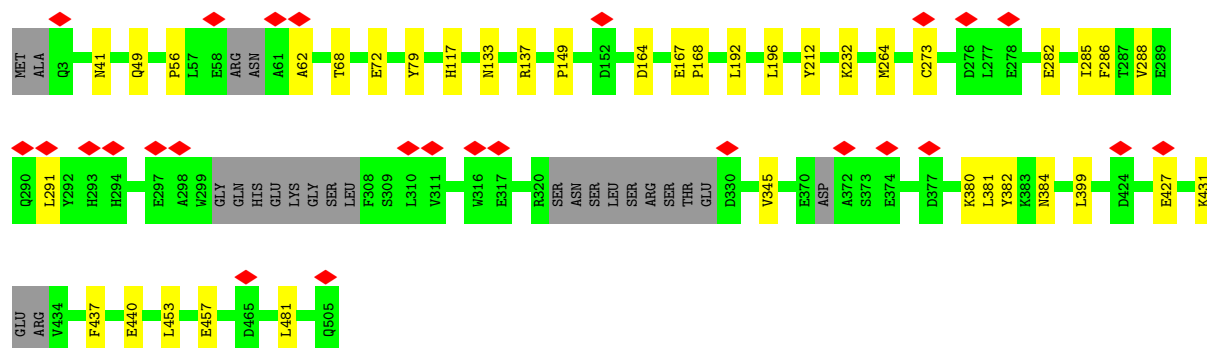 MET ALA Q3 N41 Q49 P56 L57 E58 ARG ASN A61 A62 T68 E72 Y79 H117 N133 R137 P149 D152 D164 E167 P168 L192 L196 Y212 K232 M264 C273 D276 L277 E278 E282 I285 F286 T287 V288 E289
Q290 L291 Y292 H293 H294 E297 A298 W299 GLY GLN HIS GLU LYS GLY SER LEU F308 S309 L310 V311 W316 E317 R320 SER ASN SER LEU SER ARG SER THR GLU D330 V345 E370 ASP A372 S373 E374 D377 K380 L381 Y382 K383 N384 L399 D424 E427 K431
GLU ARG V434 F437 E440 L453 E457 D465 L481 Q505